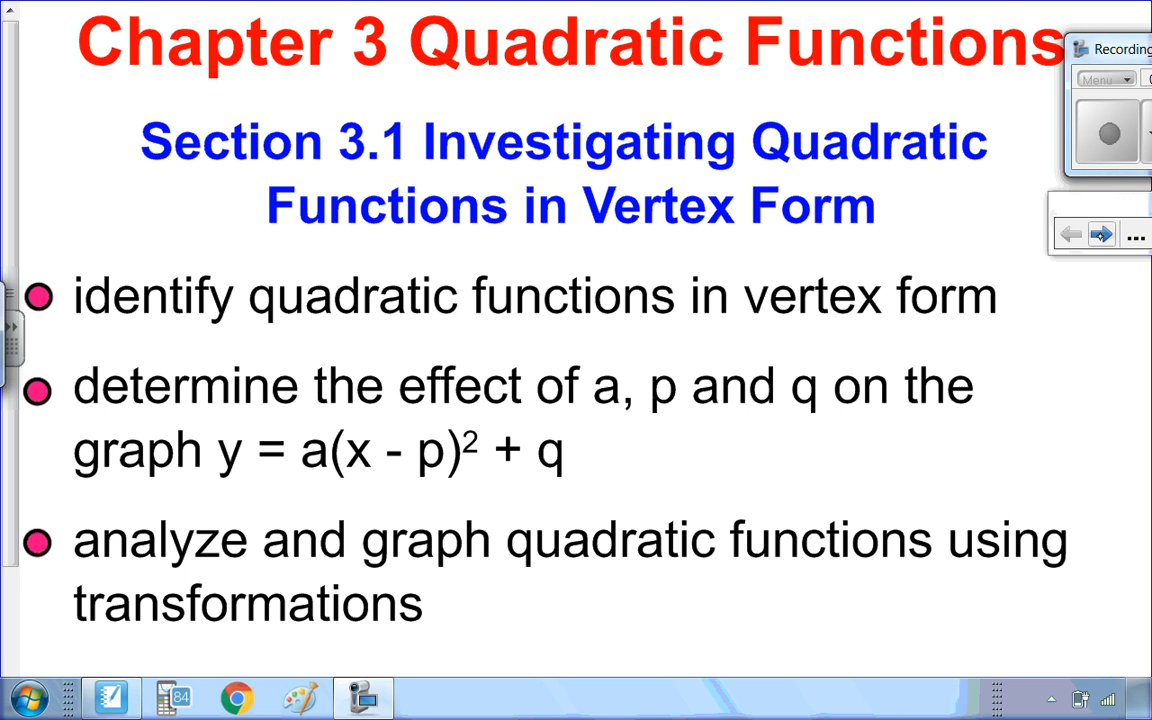 Chapter 3 Quadratic Functions
Recording
Menu
Section 3.1 Investigating Quadratic
Functions in Vertex Form
...
identify quadratic functions in vertex form
determine the effect of a, p and q on the
graph y = a(x - p)² + q
analyze and graph quadratic functions using
transformations
84